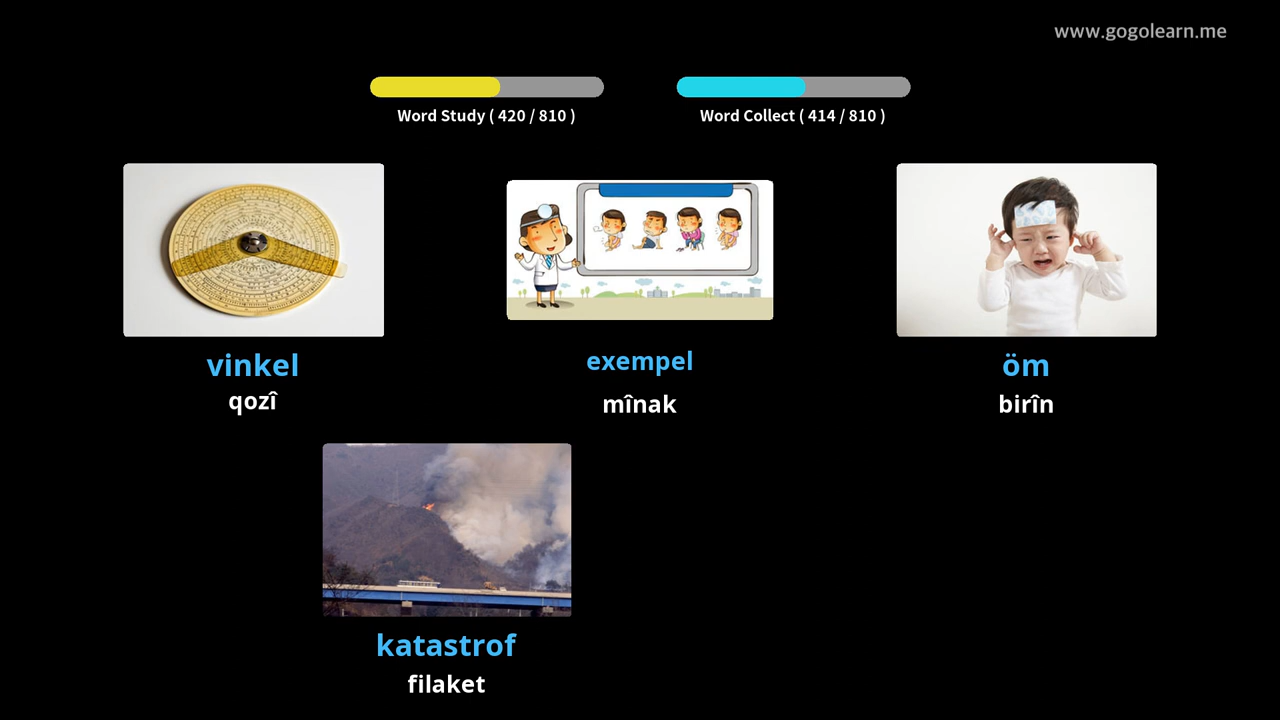 www.gogolearn.me
Word Study ( 420 / 810 )
Word Collect ( 414 / 810 )
vinkel
qozî
exempel
mînak
öm
birîn
katastrof
filaket